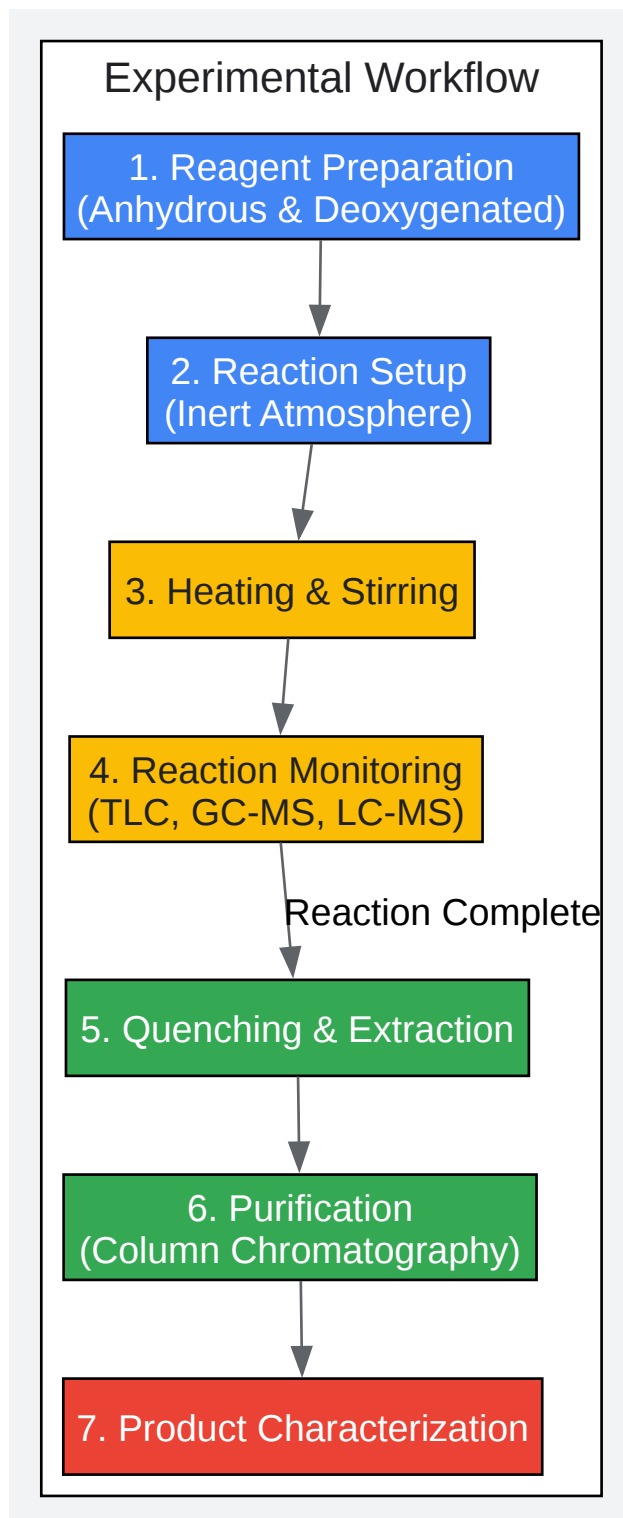 Experimental Workflow
1. Reagent Preparation
(Anhydrous & Deoxygenated)
2. Reaction Setup
(Inert Atmosphere)
3. Heating & Stirring
4. Reaction Monitoring
(TLC, GC-MS, LC-MS)
Reaction Complete
5. Quenching & Extraction
6. Purification
(Column Chromatography)
7. Product Characterization